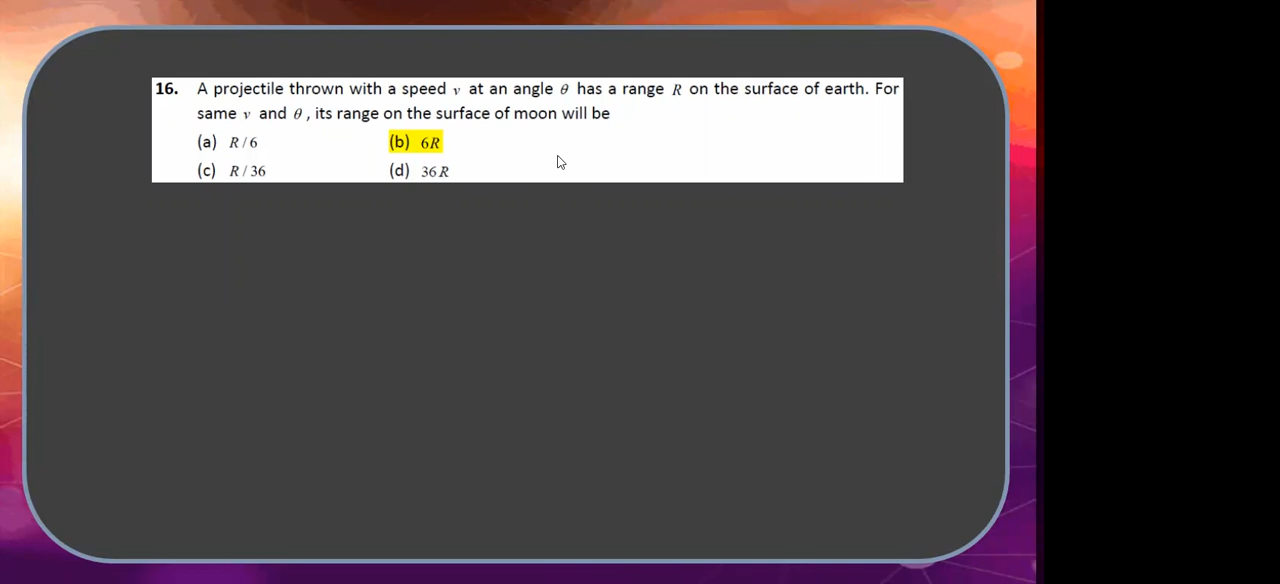 16. A projectile thrown with a speed v at an angle θ has a range R on the surface of earth. For
same v and θ, its range on the surface of moon will be
(a) R/6 (b) 6R
(c) R/36 (d) 36R